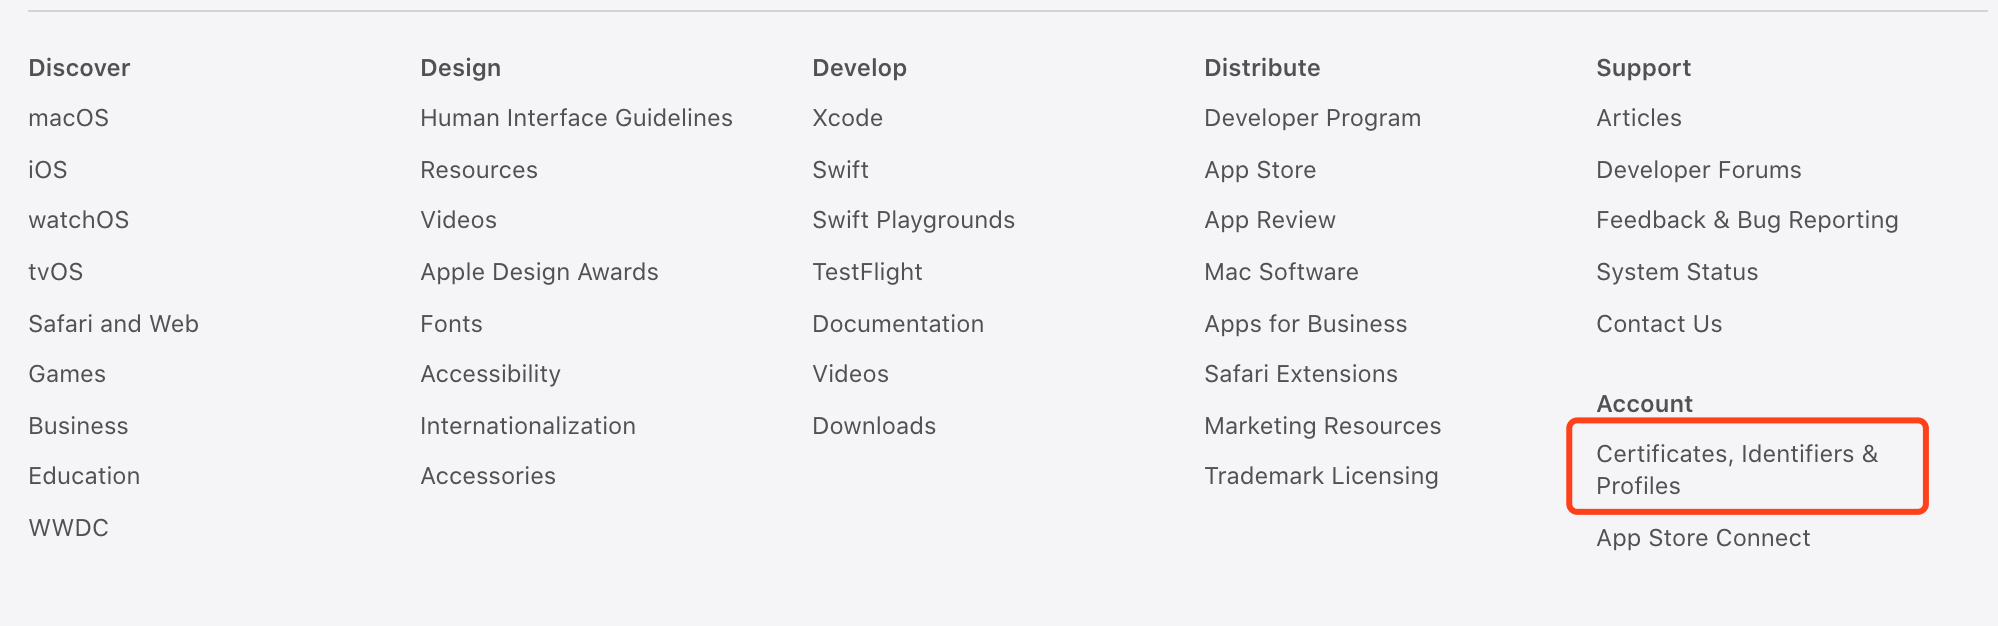 Discover
macOS
iOS
watchOS
tvOS
Safari and Web
Games
Business
Education
WWDC
Design
Human Interface Guidelines
Resources
Videos
Apple Design Awards
Fonts
Accessibility
Internationalization
Accessories
Develop
Xcode
Swift
Swift Playgrounds
TestFlight
Documentation
Videos
Downloads
Distribute
Developer Program
App Store
App Review
Mac Software
Apps for Business
Safari Extensions
Marketing Resources
Trademark Licensing
Support
Articles
Developer Forums
Feedback & Bug Reporting
System Status
Contact Us
Account
Certificates, Identifiers &
Profiles
App Store Connect